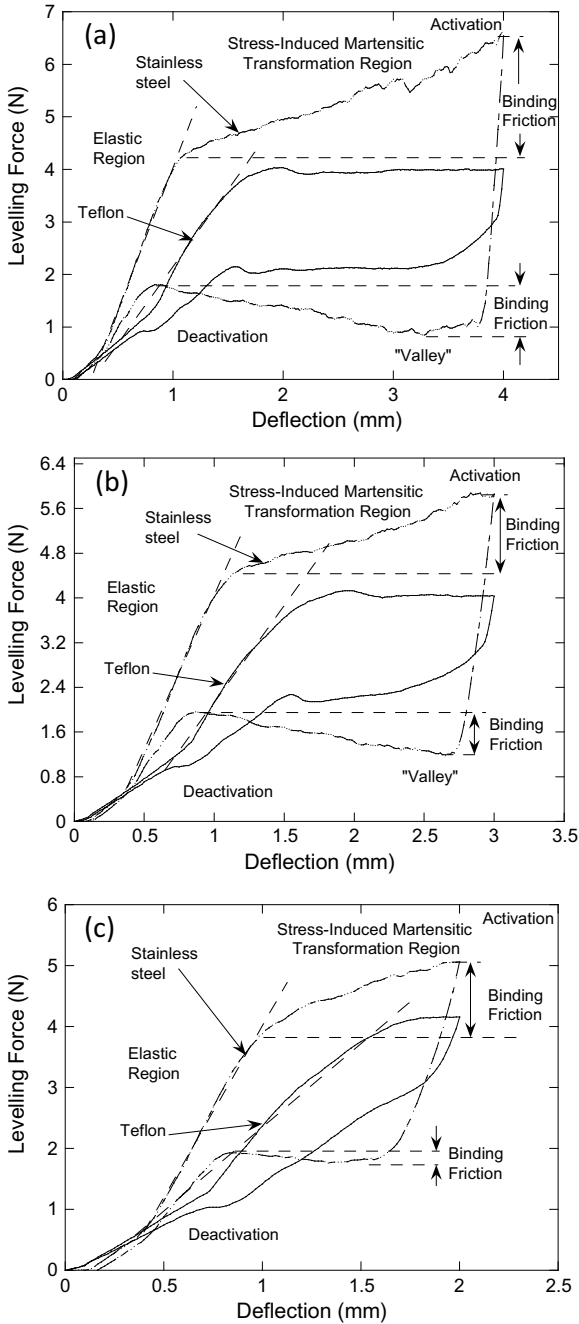 (a)
Activation
Stress-Induced Martensitic
Transformation Region
Stainless
steel
Binding
Friction
Elastic
Region
Teflon
Binding
Friction
Deactivation
"Valley"
7
6
5
4
3
2
1
0
Levelling Force (N)
0
1
2
3
4
Deflection (mm)
(b)
Activation
Stress-Induced Martensitic
Transformation Region
Stainless
steel
Binding
Friction
Elastic
Region
Teflon
Binding
Friction
Deactivation
"Valley"
6.4
5.6
4.8
4
3.2
2.4
1.6
0.8
0
Levelling Force (N)
0
0.5
1
1.5
2
2.5
3
3.5
Deflection (mm)
(c)
Activation
Stress-Induced Martensitic
Transformation Region
Stainless
steel
Binding
Friction
Elastic
Region
Teflon
Binding
Friction
Deactivation
6
5
4
3
2
1
0
Levelling Force (N)
0
0.5
1
1.5
2
2.5
Deflection (mm)